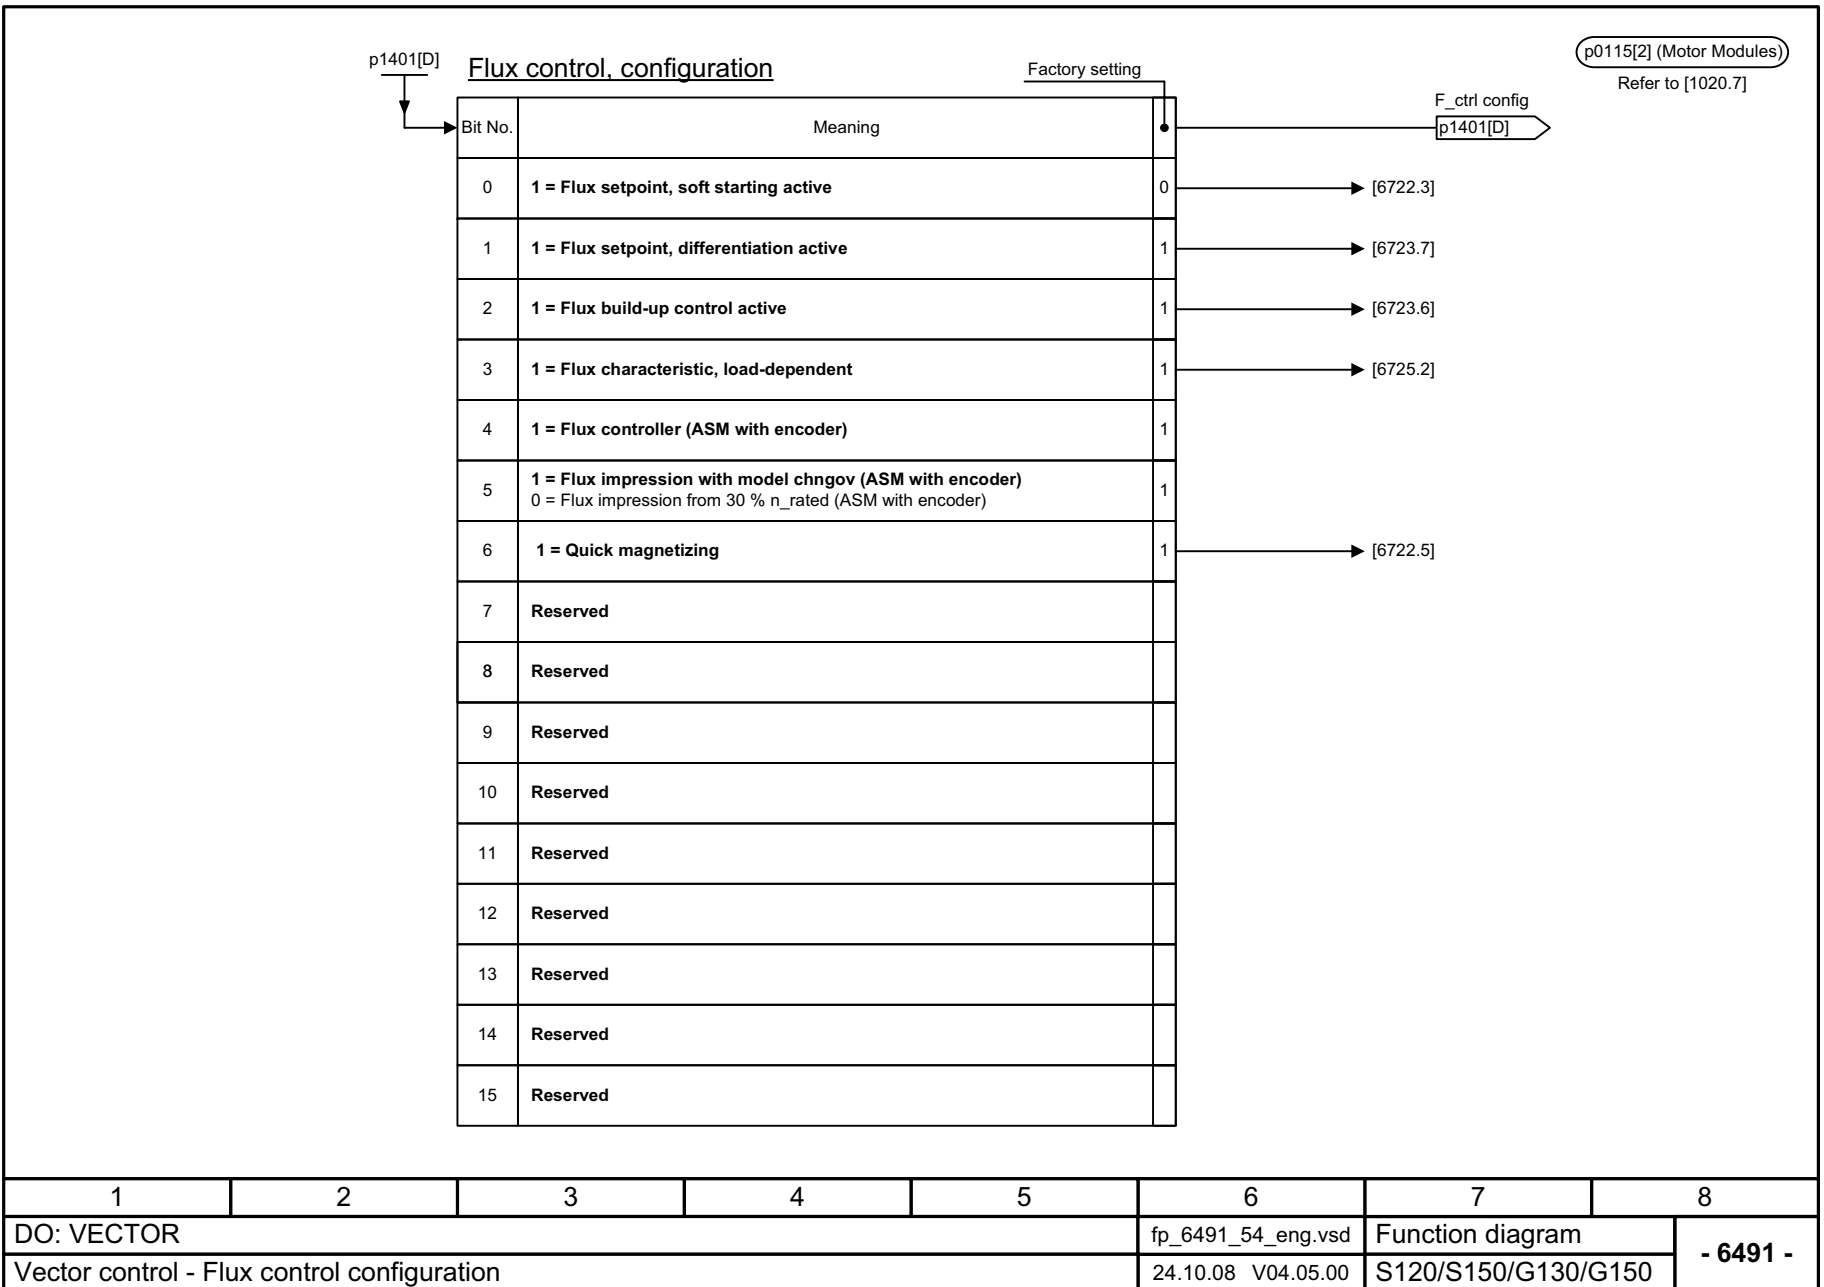 p1401[D]
Flux control, configuration
Factory setting
p0115[2] (Motor Modules)
Refer to [1020.7]
F_ctrl config
p1401[D]
Bit No. Meaning
0 1 = Flux setpoint, soft starting active 0 [6722.3]
1 1 = Flux setpoint, differentiation active 1 [6723.7]
2 1 = Flux build-up control active 1 [6723.6]
3 1 = Flux characteristic, load-dependent 1 [6725.2]
4 1 = Flux controller (ASM with encoder) 1
5 1 = Flux impression with model chngov (ASM with encoder) 1
0 = Flux impression from 30 % n_rated (ASM with encoder)
6 1 = Quick magnetizing 1 [6722.5]
7 Reserved
8 Reserved
9 Reserved
10 Reserved
11 Reserved
12 Reserved
13 Reserved
14 Reserved
15 Reserved
1 2 3 4 5 6 7 8
DO: VECTOR fp_6491_54_eng.vsd Function diagram - 6491 -
Vector control - Flux control configuration 24.10.08 V04.05.00 S120/S150/G130/G150